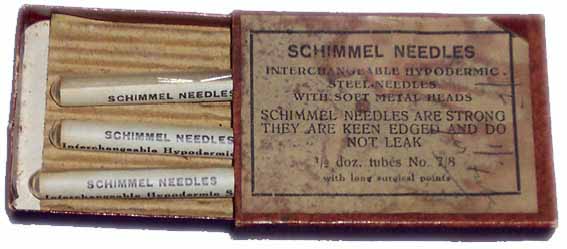 SCHIMMEL NEEDLES
INTERCHANGEABLE HYPODERMIC
STEEL NEEDLES
WITH SOFT METAL HEADS
SCHIMMEL NEEDLES ARE STRONG
THEY ARE KEEN EDGED AND DO
NOT LEAK
½ doz. tubes No. 7/8
with long surgical points
SCHIMMEL NEEDLES
SCHIMMEL NEEDLES
Interchangeable Hypodermic
SCHIMMEL NEEDLES
Interchangeable Hypodermic S